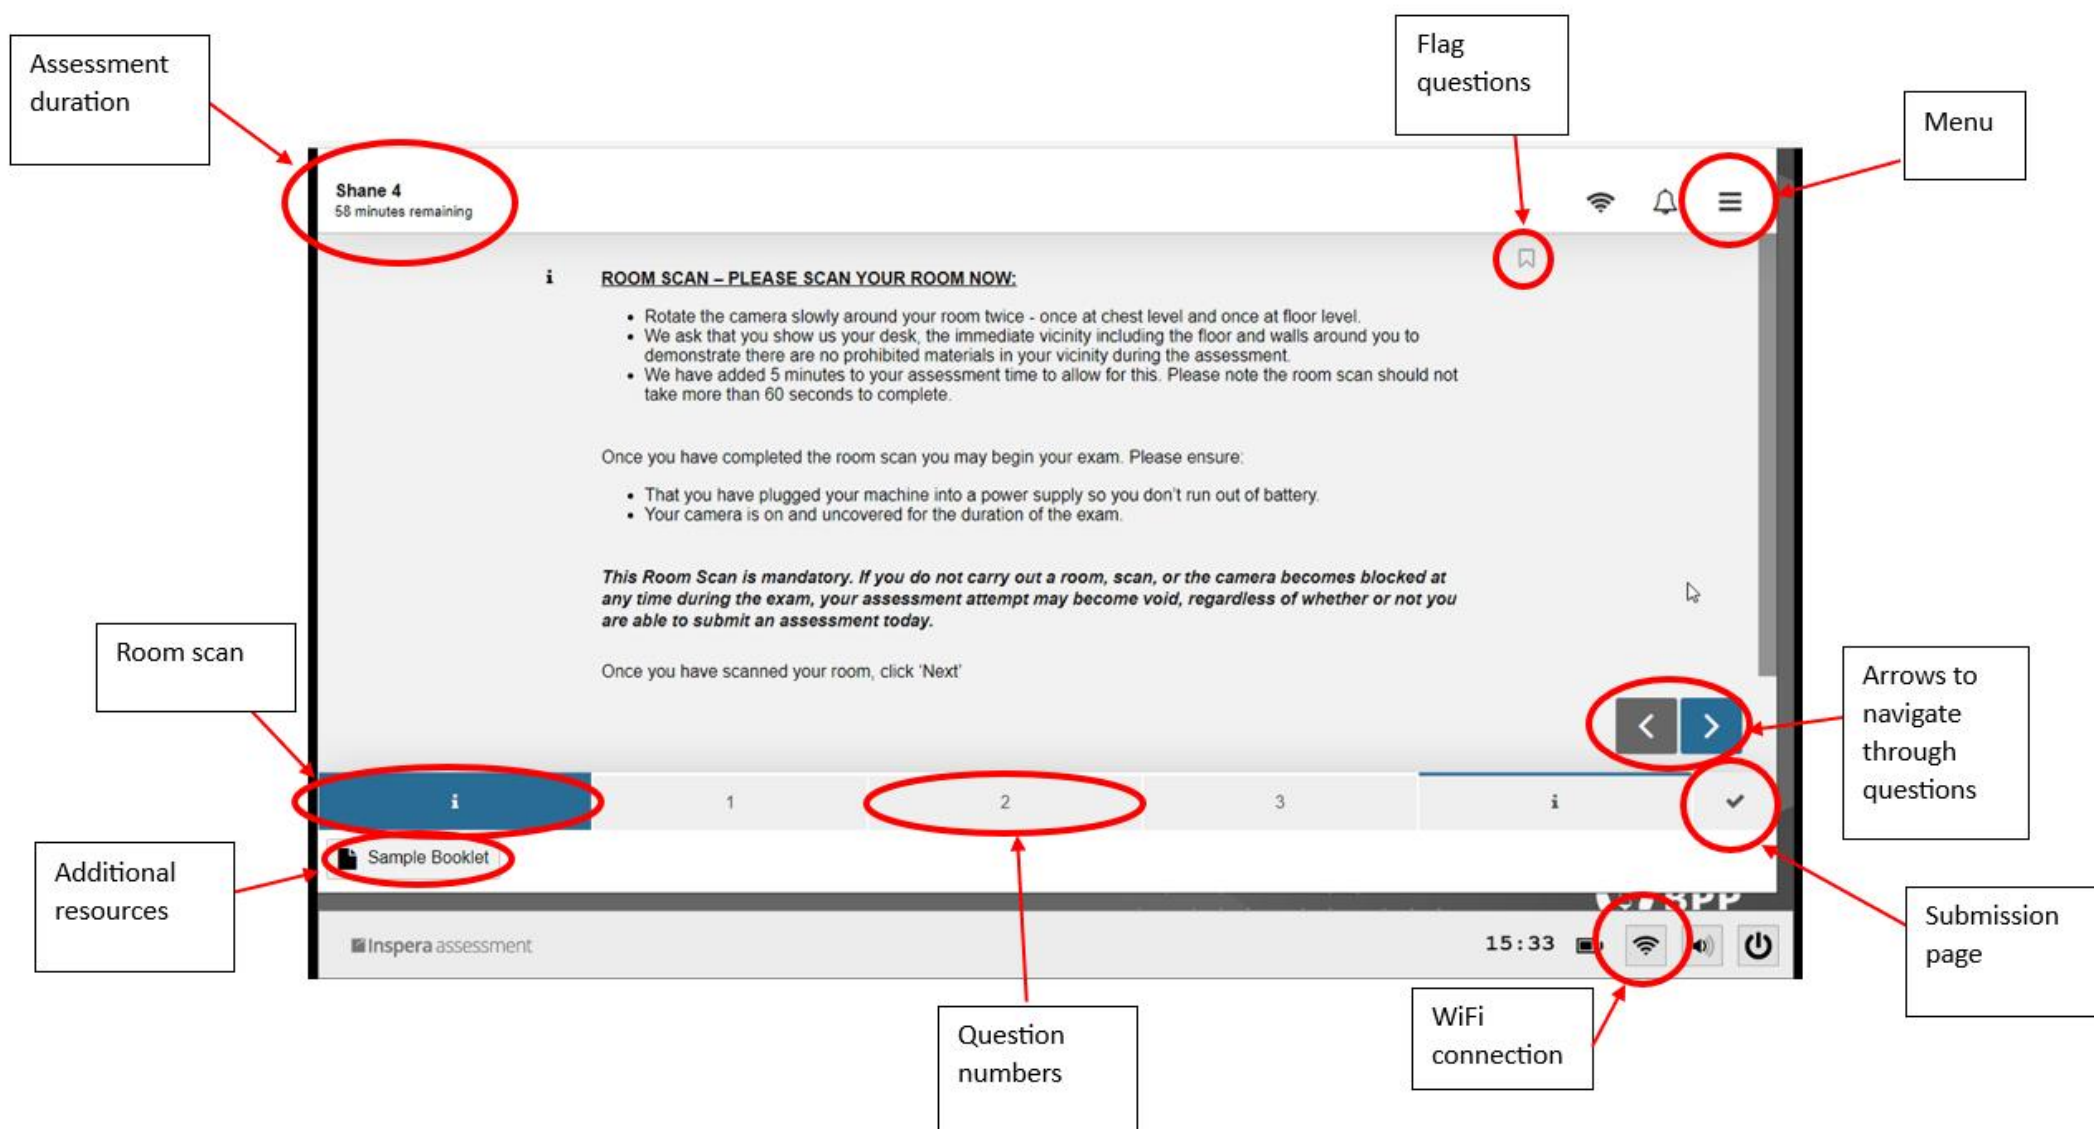 Assessment
duration
Flag
questions
Menu
Shane 4
58 minutes remaining
i
ROOM SCAN – PLEASE SCAN YOUR ROOM NOW:
• Rotate the camera slowly around your room twice - once at chest level and once at floor level.
• We ask that you show us your desk, the immediate vicinity including the floor and walls around you to
demonstrate there are no prohibited materials in your vicinity during the assessment.
• We have added 5 minutes to your assessment time to allow for this. Please note the room scan should not
take more than 60 seconds to complete.
Once you have completed the room scan you may begin your exam. Please ensure:
• That you have plugged your machine into a power supply so you don't run out of battery.
• Your camera is on and uncovered for the duration of the exam.
This Room Scan is mandatory. If you do not carry out a room, scan, or the camera becomes blocked at
any time during the exam, your assessment attempt may become void, regardless of whether or not you
are able to submit an assessment today.
Once you have scanned your room, click 'Next'
Room scan
Arrows to
navigate
through
questions
i 1 2 3 i
Sample Booklet
Additional
resources
BPP
Submission
page
Inspera assessment
15:33
Question
numbers
WiFi
connection